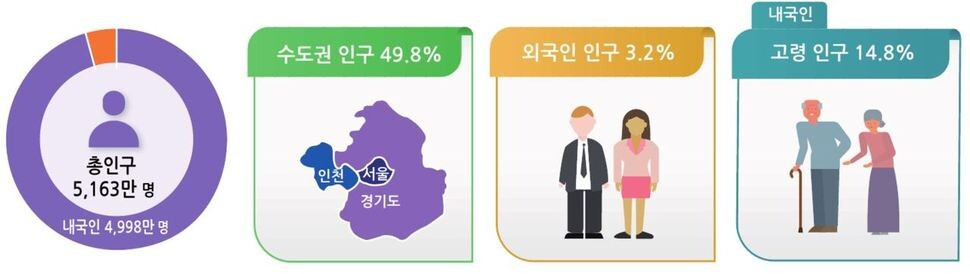 총인구
5,163만 명
내국인 4,998만 명
수도권 인구 49.8%
인천
서울
경기도
외국인 인구 3.2%
내국인
고령 인구 14.8%